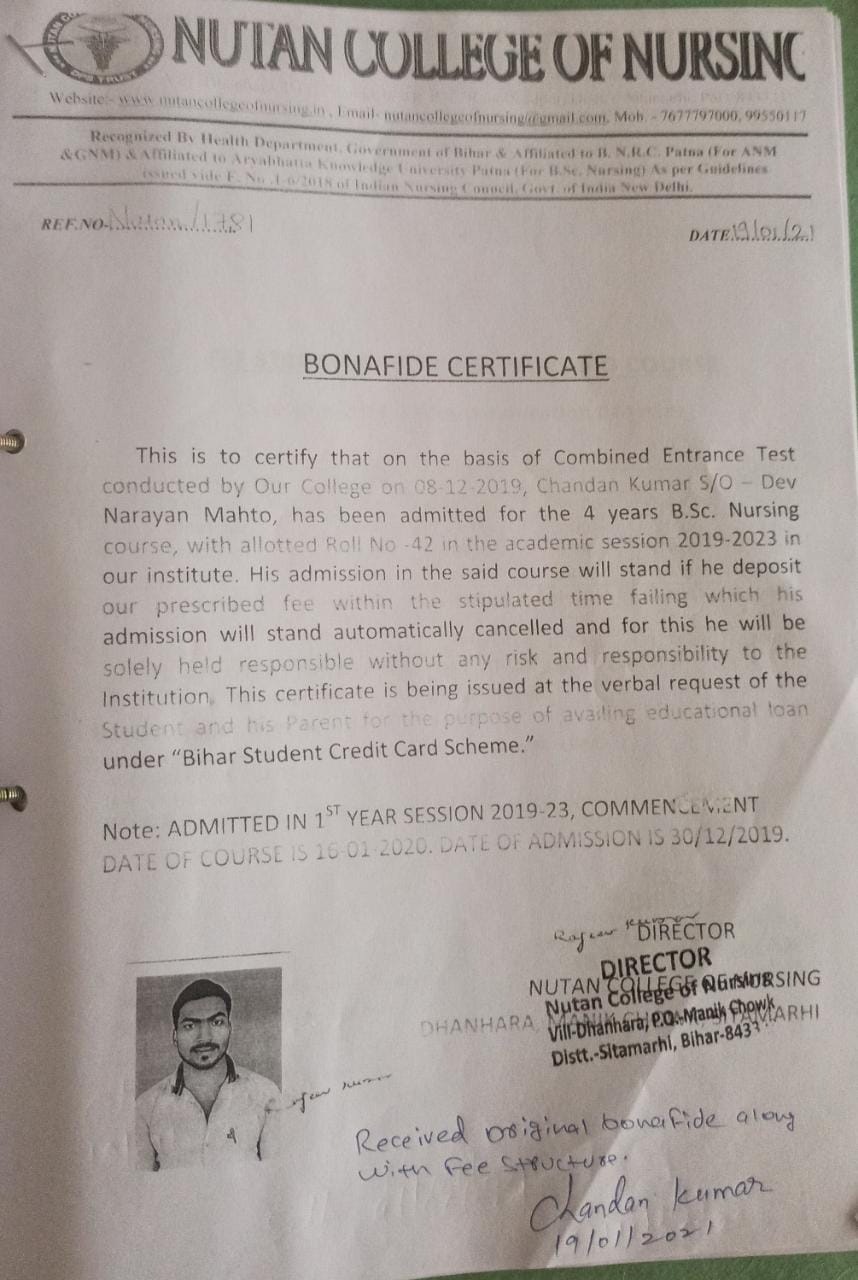 NUTAN COLLEGE OF NURSING
Website:- www.nutancollegeofnursing.in , Email- nutancollegeofnursing@gmail.com, Mob. - 7677797000, 99550117
Recognized By Health Department, Government of Bihar & Affiliated to B. N.R.C. Patna (For ANM
&GNM) & Affiliated to Aryabhatta Knowledge University Patna (For B.Sc. Nursing) As per Guidelines
issued vide F. No .1-6/2018 of Indian Nursing Council, Govt. of India New Delhi.
REF.NO- Nutan/1781
DATE 19/01/21
BONAFIDE CERTIFICATE
This is to certify that on the basis of Combined Entrance Test
conducted by Our College on 08-12-2019, Chandan Kumar S/O – Dev
Narayan Mahto, has been admitted for the 4 years B.Sc. Nursing
course, with allotted Roll No -42 in the academic session 2019-2023 in
our institute. His admission in the said course will stand if he deposit
our prescribed fee within the stipulated time failing which his
admission will stand automatically cancelled and for this he will be
solely held responsible without any risk and responsibility to the
Institution. This certificate is being issued at the verbal request of the
Student and his Parent for the purpose of availing educational loan
under “Bihar Student Credit Card Scheme.”
Note: ADMITTED IN 1ST YEAR SESSION 2019-23, COMMENCEMENT
DATE OF COURSE IS 16-01-2020. DATE OF ADMISSION IS 30/12/2019.
DIRECTOR
DIRECTOR
NUTAN COLLEGE OF NURSING
Nutan College of Nursing
DHANHARA, MANIK CHOWK, SITAMARHI
Vill-Dhanhara, P.O.-Manik Chowk
Distt.-Sitamarhi, Bihar-8433
Received original bonafide along
with fee structure.
Chandan Kumar
19/01/2021